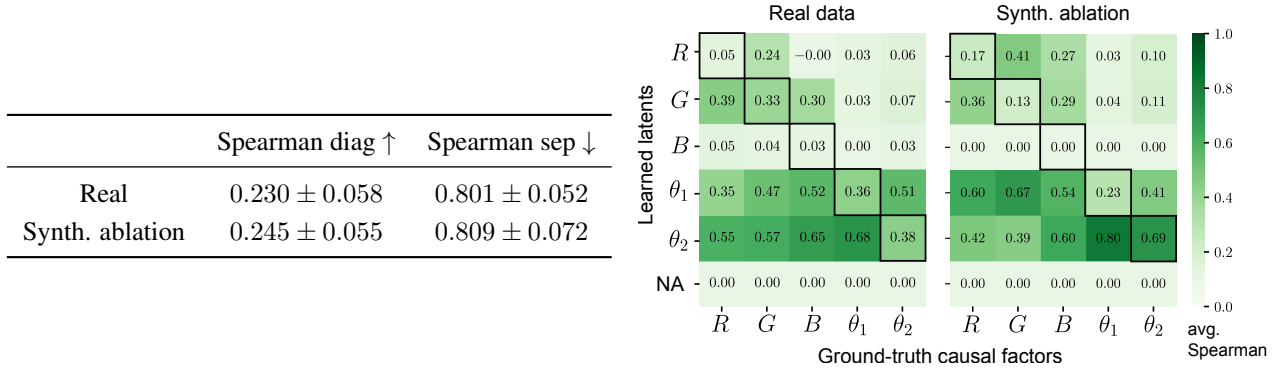 Spearman diag ↑ Spearman sep ↓
Real 0.230 ± 0.058 0.801 ± 0.052
Synth. ablation 0.245 ± 0.055 0.809 ± 0.072
Real data
Learned latents
R 0.05 0.24 −0.00 0.03 0.06
G 0.39 0.33 0.30 0.03 0.07
B 0.05 0.04 0.03 0.00 0.03
θ1 0.35 0.47 0.52 0.36 0.51
θ2 0.55 0.57 0.65 0.68 0.38
NA 0.00 0.00 0.00 0.00 0.00
R G B θ1 θ2
Synth. ablation
0.17 0.41 0.27 0.03 0.10
0.36 0.13 0.29 0.04 0.11
0.00 0.00 0.00 0.00 0.00
0.60 0.67 0.54 0.23 0.41
0.42 0.39 0.60 0.80 0.69
0.00 0.00 0.00 0.00 0.00
R G B θ1 θ2
Ground-truth causal factors
1.0
0.8
0.6
0.4
0.2
0.0
avg.
Spearman